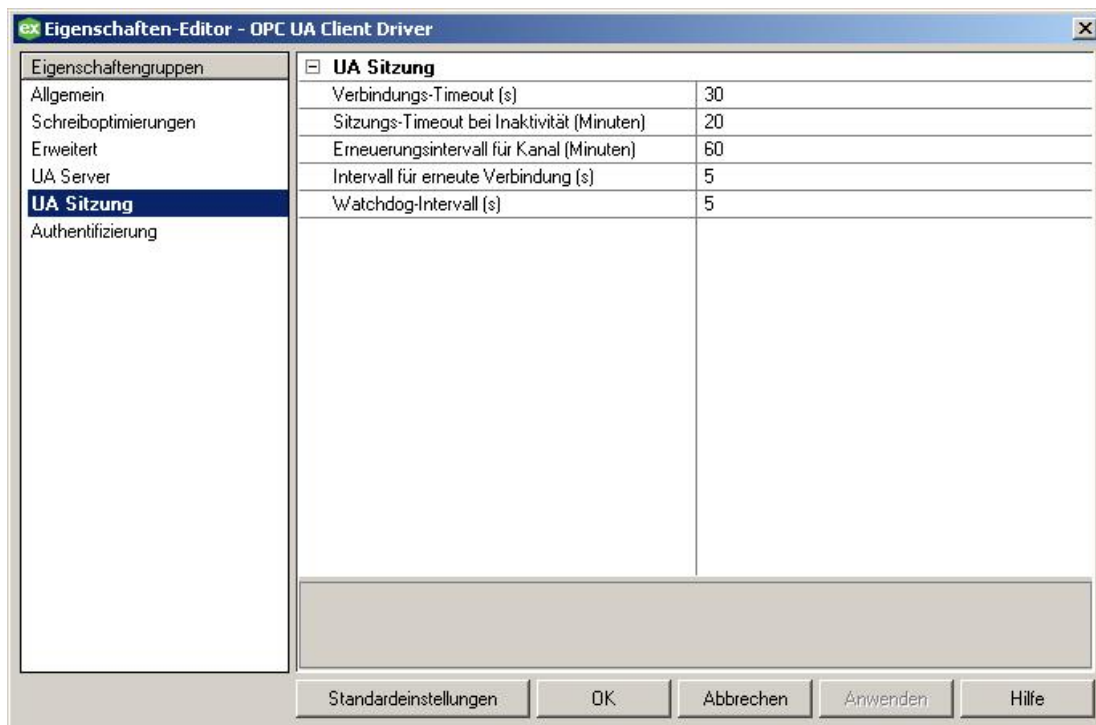 ex Eigenschaften-Editor - OPC UA Client Driver
Eigenschaftengruppen
Allgemein
Schreiboptimierungen
Erweitert
UA Server
UA Sitzung
Authentifizierung
UA Sitzung
Verbindungs-Timeout (s) 30
Sitzungs-Timeout bei Inaktivität (Minuten) 20
Erneuerungsintervall für Kanal (Minuten) 60
Intervall für erneute Verbindung (s) 5
Watchdog-Intervall (s) 5
Standardeinstellungen OK Abbrechen Anwenden Hilfe